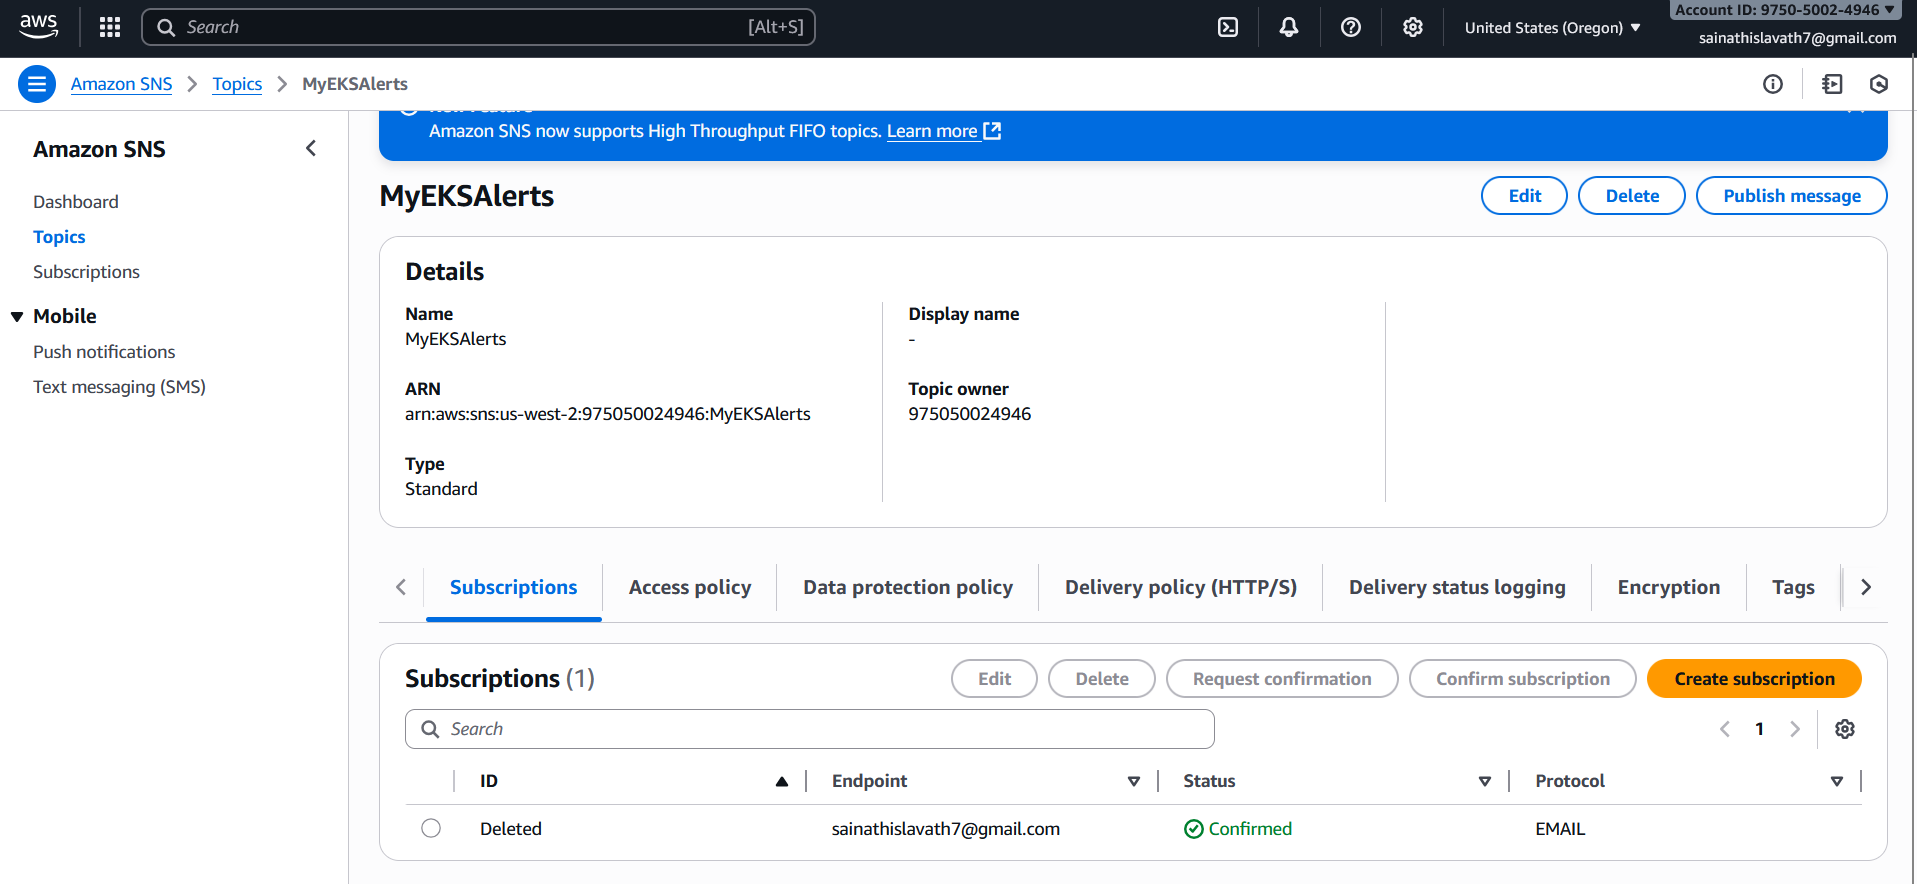 aws
Search
[Alt+S]
United States (Oregon)
Account ID: 9750-5002-4946
sainathislavath7@gmail.com
Amazon SNS
Topics
MyEKSAlerts
Amazon SNS
Dashboard
Topics
Subscriptions
Mobile
Push notifications
Text messaging (SMS)
New Feature
Amazon SNS now supports High Throughput FIFO topics. Learn more
MyEKSAlerts
Edit
Delete
Publish message
Details
Name
MyEKSAlerts
ARN
arn:aws:sns:us-west-2:975050024946:MyEKSAlerts
Type
Standard
Display name
-
Topic owner
975050024946
Subscriptions
Access policy
Data protection policy
Delivery policy (HTTP/S)
Delivery status logging
Encryption
Tags
Subscriptions (1)
Edit
Delete
Request confirmation
Confirm subscription
Create subscription
Search
1
ID
Endpoint
Status
Protocol
Deleted
sainathislavath7@gmail.com
Confirmed
EMAIL